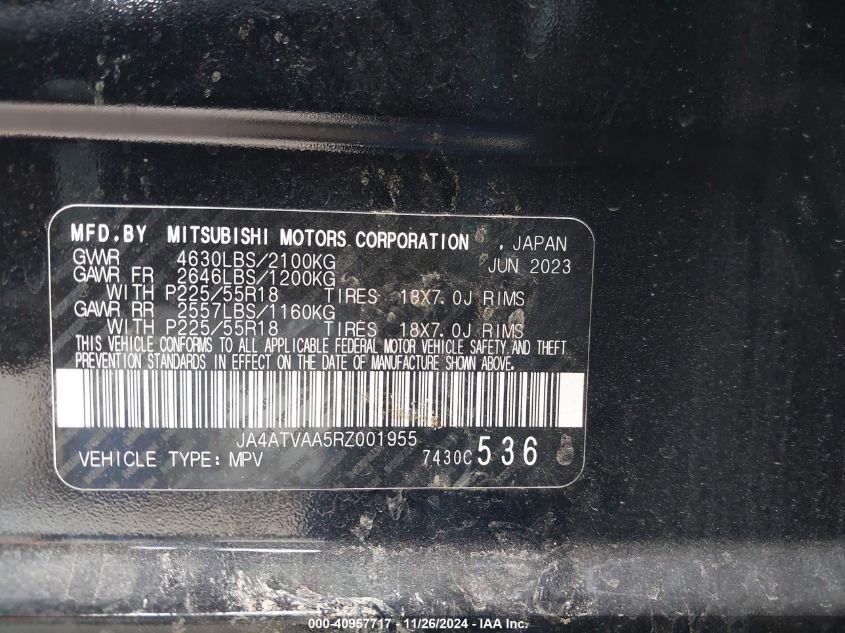 MFD.BY MITSUBISHI MOTORS CORPORATION , JAPAN
GVWR 4630LBS/2100KG JUN 2023
GAWR FR 2646LBS/1200KG
WITH P225/55R18 TIRES 18X7.0J RIMS
GAWR RR 2557LBS/1160KG
WITH P225/55R18 TIRES 18X7.0J RIMS
THIS VEHICLE CONFORMS TO ALL APPLICABLE FEDERAL MOTOR VEHICLE SAFETY AND THEFT
PREVENTION STANDARDS IN EFFECT ON THE DATE OF MANUFACTURE SHOWN ABOVE.
JA4ATVAA5RZ001955
VEHICLE TYPE: MPV 7430C 536
000-40957717 - 11/26/2024 - IAA Inc.